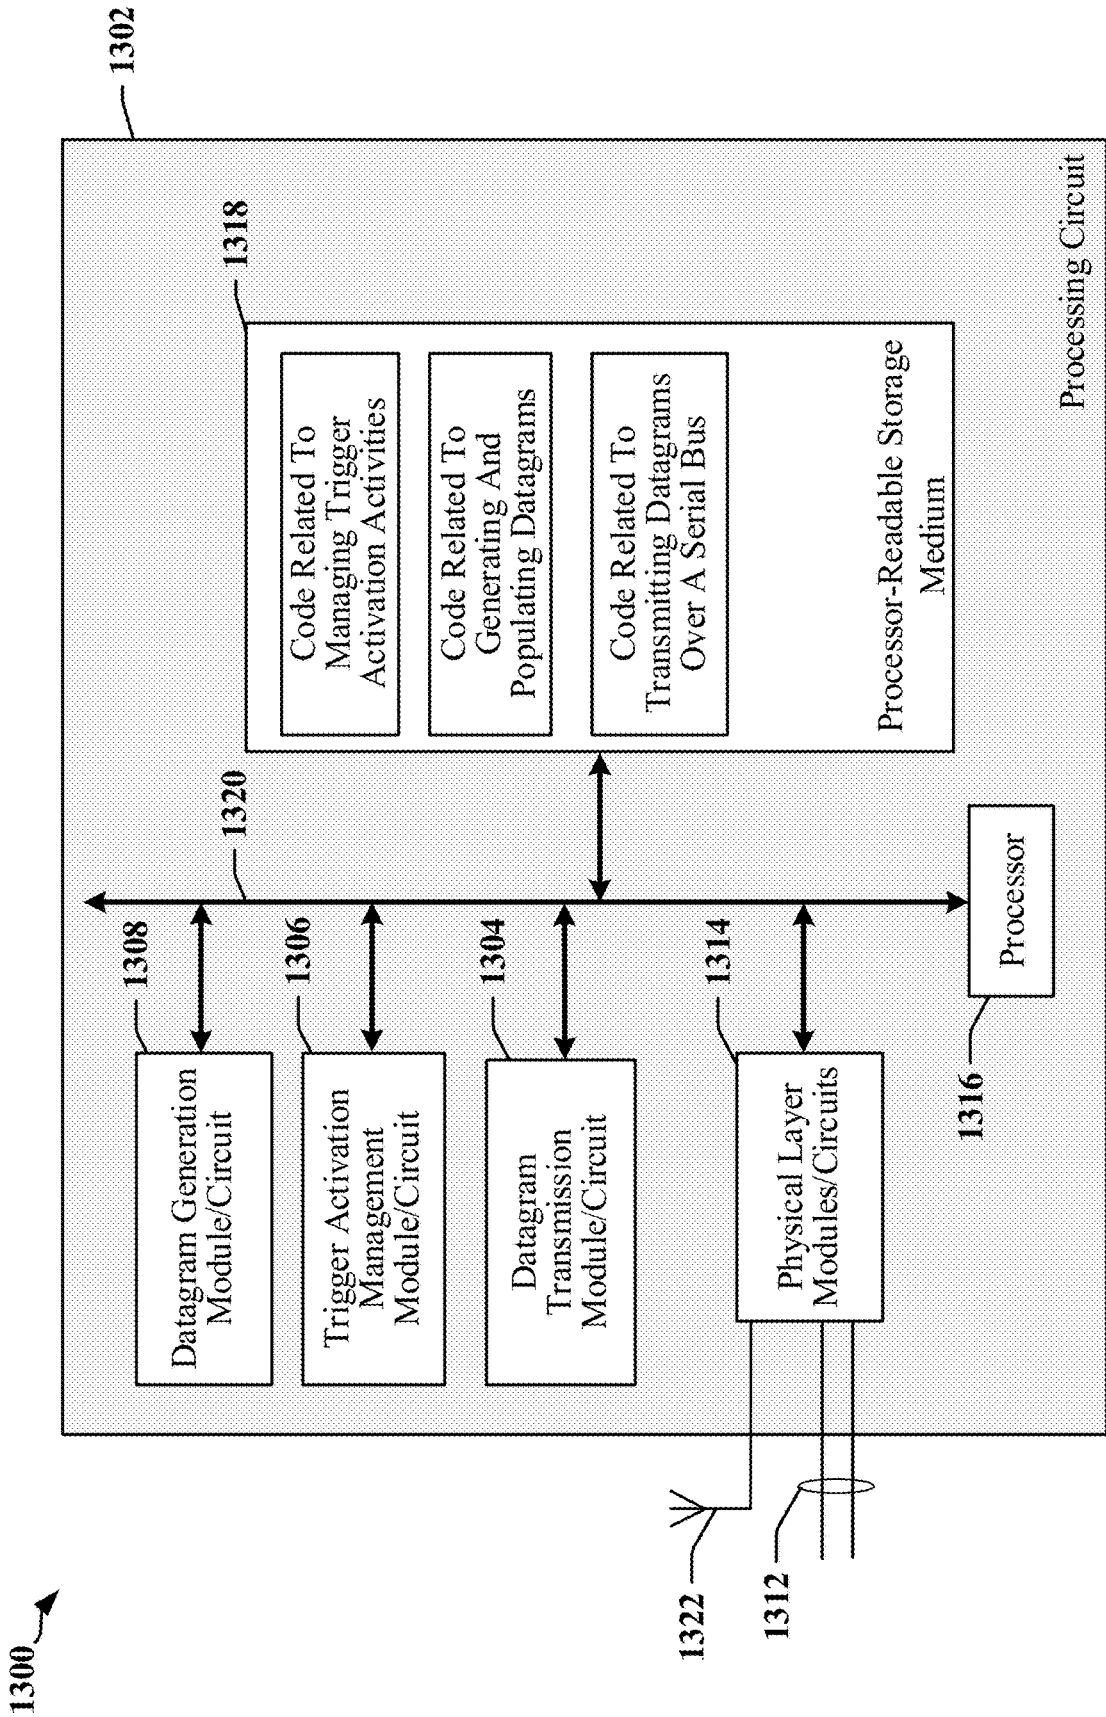 1300
1302
1308
Datagram Generation
Module/Circuit
1306
Trigger Activation
Management
Module/Circuit
1304
Datagram
Transmission
Module/Circuit
1314
Physical Layer
Modules/Circuits
1322
1312
1320
1316
Processor
1318
Code Related To
Managing Trigger
Activation Activities
Code Related To
Generating And
Populating Datagrams
Code Related To
Transmitting Datagrams
Over A Serial Bus
Processor-Readable Storage
Medium
Processing Circuit